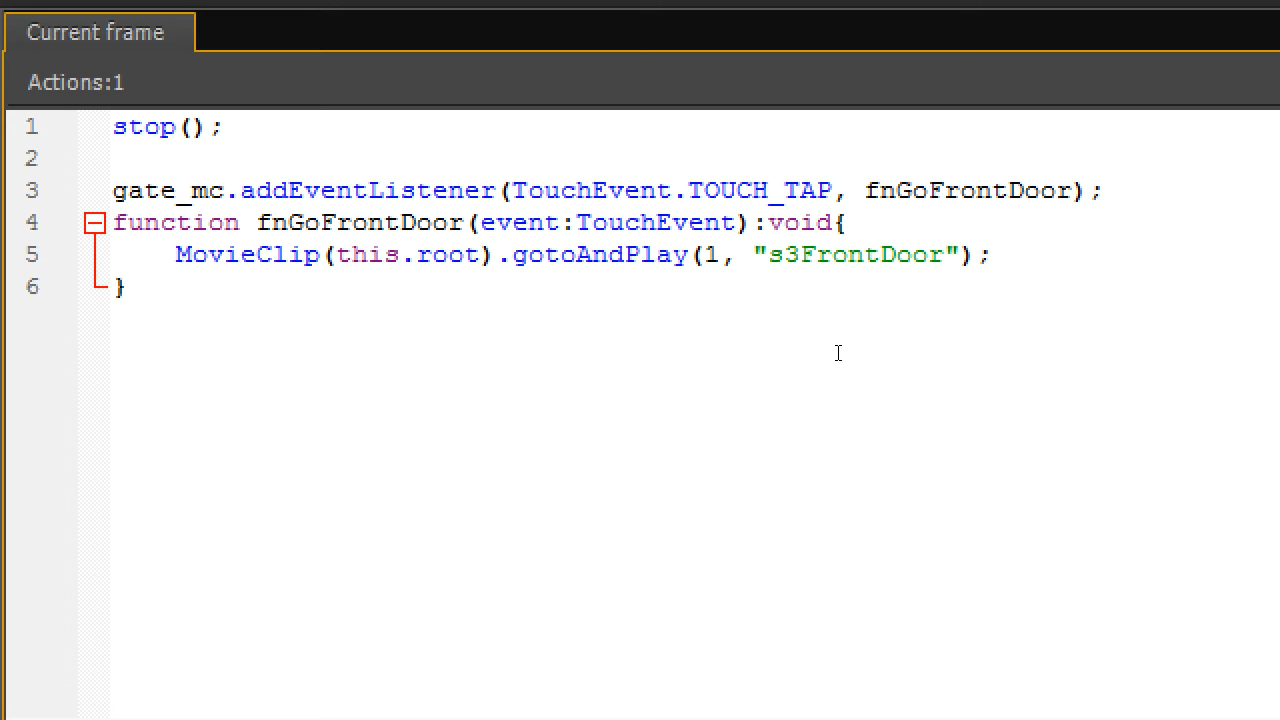 Current frame
Actions:1
1 stop();
2
3 gate_mc.addEventListener(TouchEvent.TOUCH_TAP, fnGoFrontDoor);
4 function fnGoFrontDoor(event:TouchEvent):void{
5 MovieClip(this.root).gotoAndPlay(1, "s3FrontDoor");
6 }